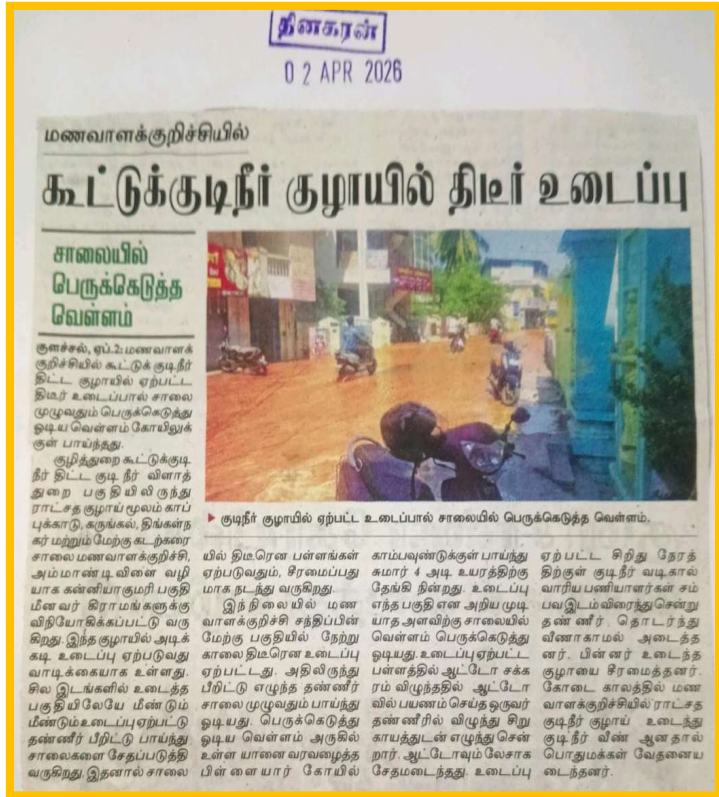 தினகரன்
02 APR 2026
மணவாளக்குறிச்சியில்
கூட்டுக்குடிநீர் குழாயில் திடீர் உடைப்பு
சாலையில்
பெருக்கெடுத்த
வெள்ளம்
குளச்சல், ஏப்.2: மணவாளக்
குறிச்சியில் கூட்டுக் குடிநீர்
திட்ட குழாயில் ஏற்பட்ட
திடீர் உடைப்பால் சாலை
முழுவதும் பெருக்கெடுத்து
ஓடிய வெள்ளம் கோயிலுக்
குள் பாய்ந்தது.
குழித்துறை கூட்டுக்குடி
நீர் திட்ட குடி நீர் விளாத்
துறை பகுதியிலிருந்து
ராட்சத குழாய் மூலம் காப்
புக்காடு, கருங்கல், திங்கள்ந
கர் மற்றும் மேற்கு கடற்கரை
சாலை மணவாளக்குறிச்சி,
அம்மாண்டிவிளை வழி
யாக கன்னியாகுமரி பகுதி
மீனவர் கிராமங்களுக்கு
விநியோகிக்கப்பட்டு வரு
கிறது. இந்த குழாயில் அடிக்
கடி உடைப்பு ஏற்படுவது
வாடிக்கையாக உள்ளது.
சில இடங்களில் உடைத்த
பகுதியிலேயே மீண்டும்
மீண்டும் உடைப்பு ஏற்பட்டு
தண்ணீர் பீறிட்டு பாய்ந்து
சாலைகளை சேதப்படுத்தி
வருகிறது. இதனால் சாலை
▶ குடிநீர் குழாயில் ஏற்பட்ட உடைப்பால் சாலையில் பெருக்கெடுத்த வெள்ளம்.
யில் திடீரென பள்ளங்கள்
ஏற்படுவதும், சீரமைப்பது
மாக நடந்து வருகிறது.
இந்நிலையில் மண
வாளக்குறிச்சி சந்திப்பின்
மேற்கு பகுதியில் நேற்று
காலை திடீரென உடைப்பு
ஏற்பட்டது. அதிலிருந்து
பீறிட்டு எழுந்த தண்ணீர்
சாலை முழுவதும் பாய்ந்து
ஓடியது. பெருக்கெடுத்து
ஓடிய வெள்ளம் அருகில்
உள்ள யானை வரவழைத்த
பிள்ளையார் கோயில்
காம்பவுண்டுக்குள் பாய்ந்து
சுமார் 4 அடி உயரத்திற்கு
தேங்கி நின்றது. உடைப்பு
எந்த பகுதி என அறிய முடி
யாத அளவிற்கு சாலையில்
வெள்ளம் பெருக்கெடுத்து
ஓடியது. உடைப்பு ஏற்பட்ட
பள்ளத்தில் ஆட்டோ சக்க
ரம் விழுந்ததில் ஆட்டோ
வில் பயணம் செய்த ஒருவர்
தண்ணீரில் விழுந்து சிறு
காயத்துடன் எழுந்து சென்
றார். ஆட்டோவும் லேசாக
சேதமடைந்தது. உடைப்பு
ஏற்பட்ட சிறிது நேரத்
திற்குள் குடிநீர் வடிகால்
வாரிய பணியாளர்கள் சம்
பவ இடம் விரைந்து சென்று
தண்ணீர் தொடர்ந்து
வீணாகாமல் அடைத்த
னர். பின்னர் உடைந்த
குழாயை சீரமைத்தனர்.
கோடை காலத்தில் மண
வாளக்குறிச்சியில் ராட்சத
குடிநீர் குழாய் உடைந்து
குடிநீர் வீண் ஆனதால்
பொதுமக்கள் வேதனைய
டைந்தனர்.